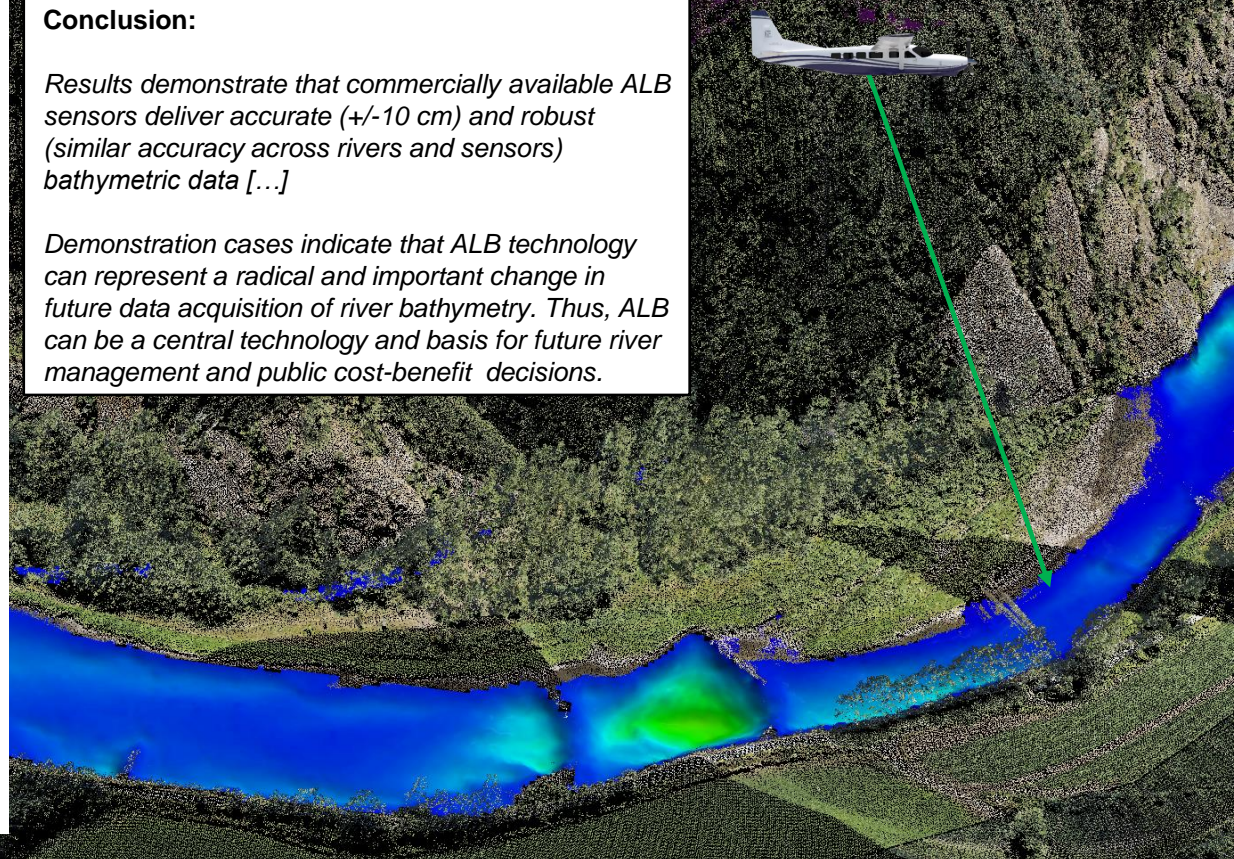 Conclusion:
Results demonstrate that commercially available ALB
sensors deliver accurate (+/-10 cm) and robust
(similar accuracy across rivers and sensors)
bathymetric data […]
Demonstration cases indicate that ALB technology
can represent a radical and important change in
future data acquisition of river bathymetry. Thus, ALB
can be a central technology and basis for future river
management and public cost-benefit  decisions.